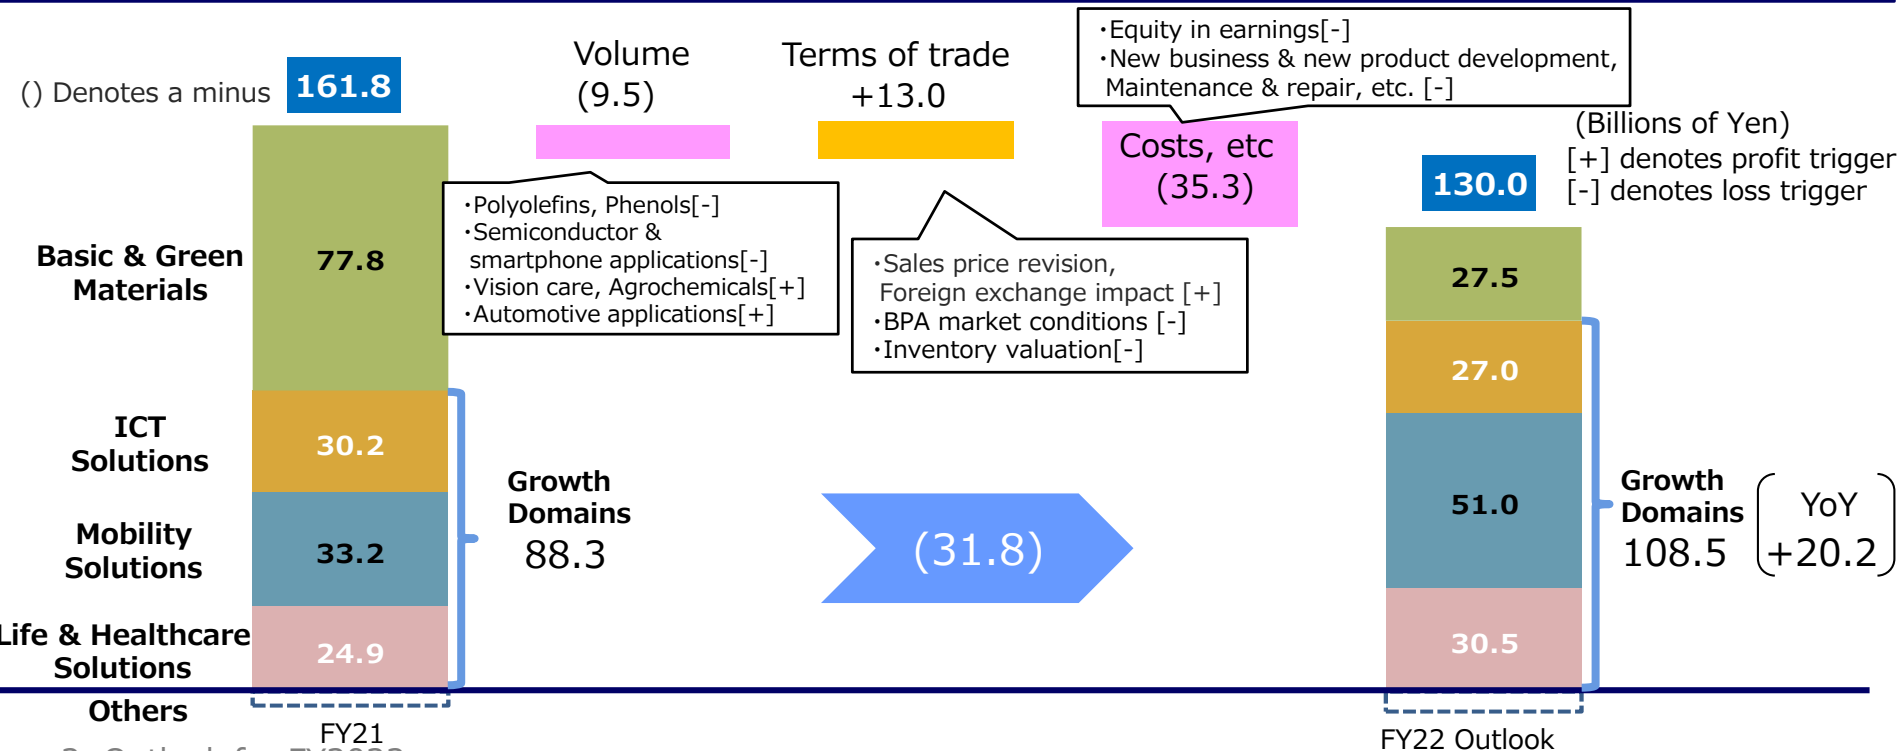 () Denotes a minus
161.8
Volume
(9.5)
Terms of trade
+13.0
・Equity in earnings[-]
・New business & new product development,
Maintenance & repair, etc. [-]
Costs, etc
(35.3)
(Billions of Yen)
[+] denotes profit trigger
[-] denotes loss trigger
130.0
・Polyolefins, Phenols[-]
・Semiconductor &
smartphone applications[-]
・Vision care, Agrochemicals[+]
・Automotive applications[+]
・Sales price revision,
Foreign exchange impact [+]
・BPA market conditions [-]
・Inventory valuation[-]
Basic & Green
Materials
77.8
27.5
ICT
Solutions
30.2
27.0
Mobility
Solutions
33.2
51.0
Life & Healthcare
Solutions
24.9
30.5
Growth
Domains
88.3
(31.8)
Growth
Domains
108.5
YoY
+20.2
Others
FY21
FY22 Outlook